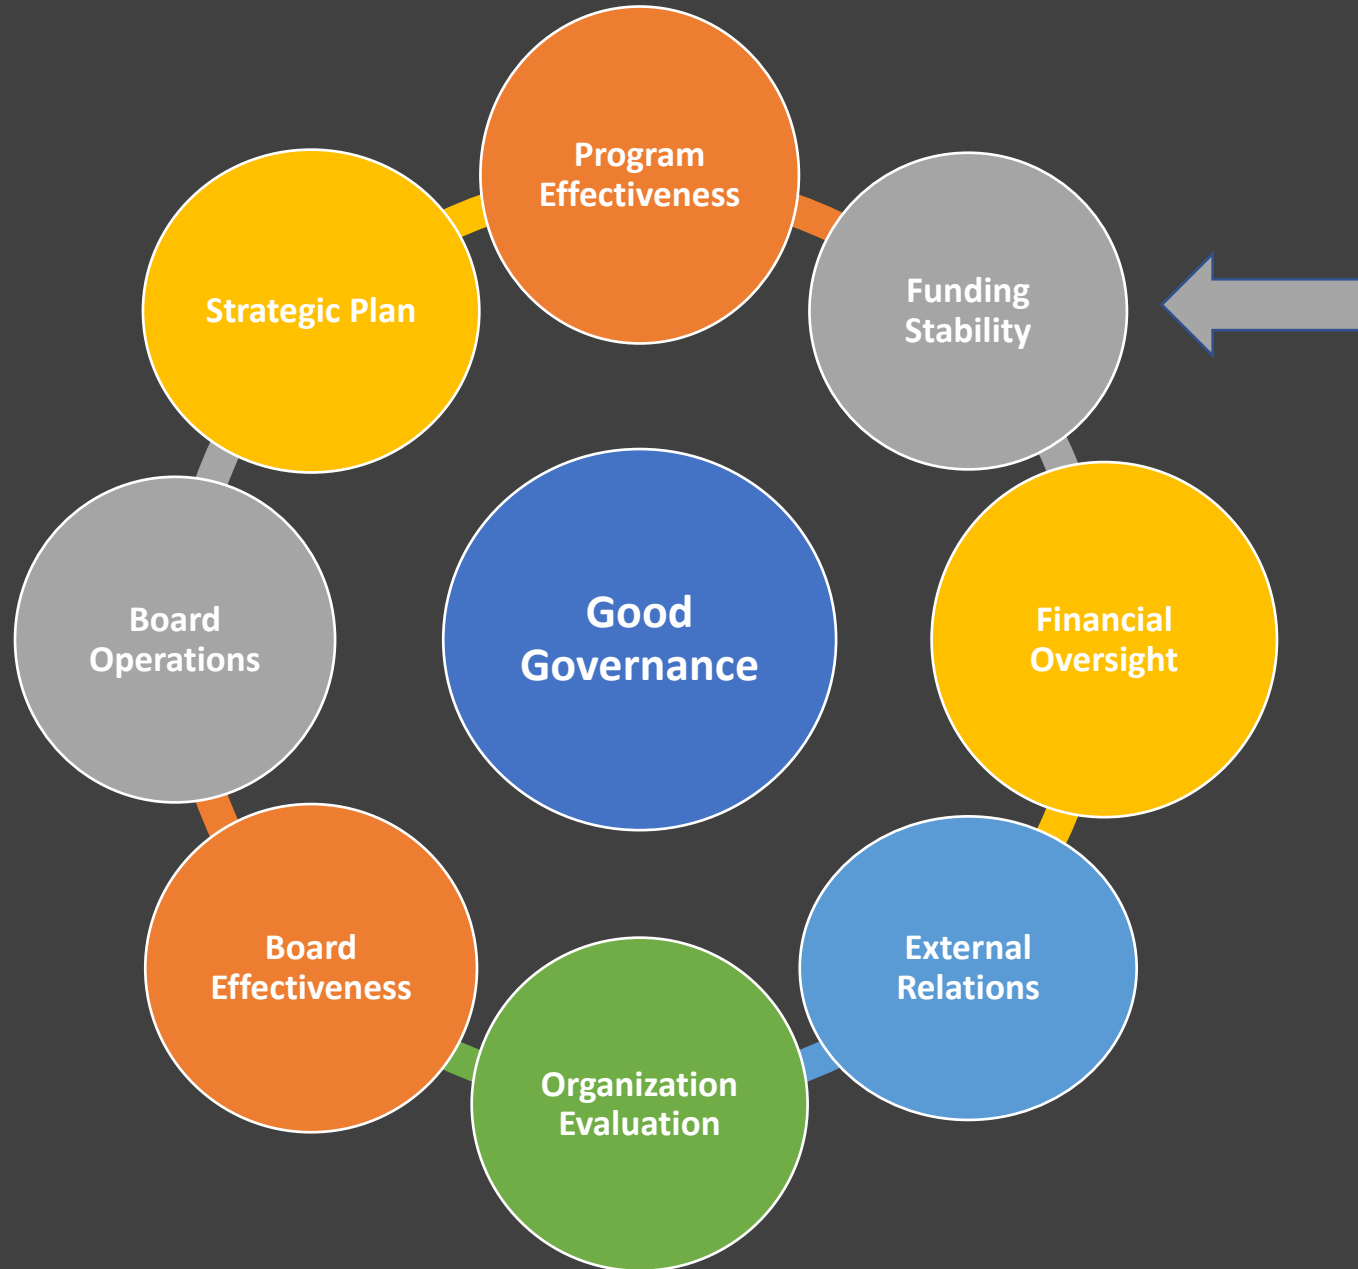 Program
Effectiveness
Funding
Stability
Strategic Plan
Good
Governance
Board
Operations
Financial
Oversight
Board
Effectiveness
External
Relations
Organization
Evaluation